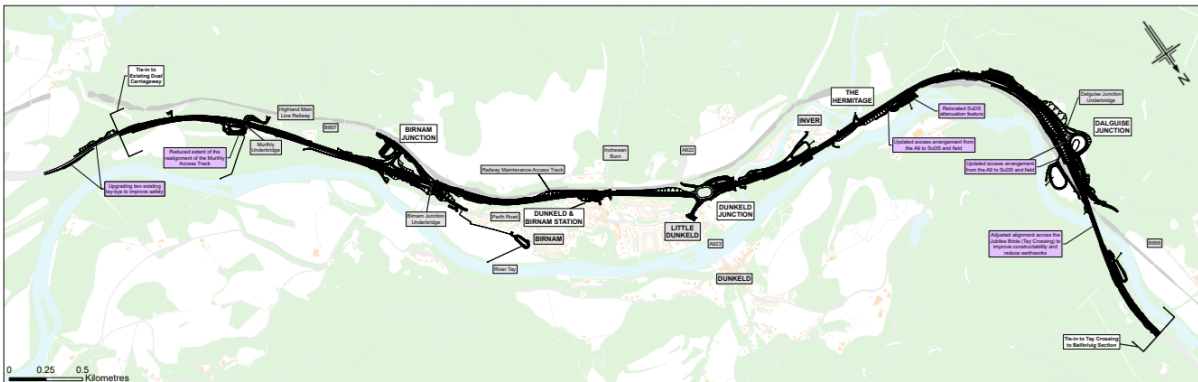 Tie-in to
Existing Dual
Carriageway
Highland Main
Line Railway
B867
BIRNAM
JUNCTION
Reduced extent of the
realignment of the Murthly
Access Track
Murthly
Underbridge
Upgrading two existing
lay-bys to improve safety
Birnam Junction
Underbridge
Railway Maintenance Access Track
Perth Road
DUNKELD &
BIRNAM STATION
BIRNAM
River Tay
Inchewan
Burn
A822
LITTLE
DUNKELD
DUNKELD
JUNCTION
A923
DUNKELD
INVER
THE
HERMITAGE
Relocated SuDS
attenuation feature
Updated access arrangement from
the A9 to SuDS and field
Dalguise Junction
Underbridge
DALGUISE
JUNCTION
Updated access arrangement
from the A9 to SuDS and field
Adjusted alignment across the
Jubilee Bride (Tay Crossing) to
improve constructability and
reduce earthworks
B898
Tie-in to Tay Crossing
to Ballinluig Section
N
0 0.25 0.5
Kilometres